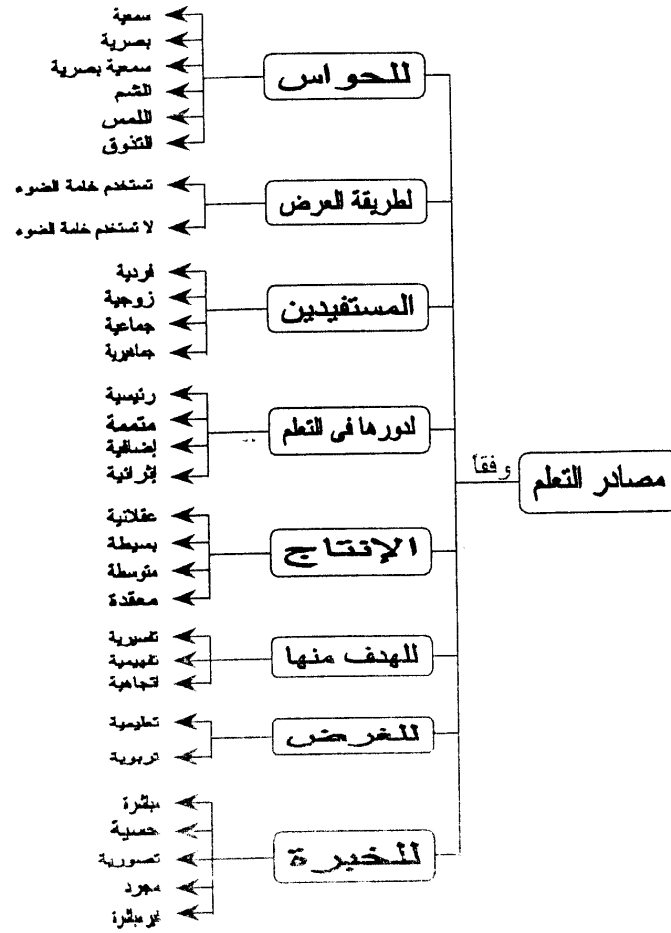 مصادر التعلم
وفقاً
للحواس
سمعية
بصرية
سمعية بصرية
الشم
اللمس
التذوق
لطريقة العرض
تستخدم خامة الضوء
لا تستخدم خامة الضوء
المستفيدين
فردية
زوجية
جماعية
جماهيرية
لدورها فى التعلم
رئيسية
متممة
إضافية
إثرائية
الإنتاج
عقلانية
بسيطة
متوسطة
معقدة
للهدف منها
تفسيرية
تقييمية
اتجاهية
للغرض
تعليمية
تربوية
للخبرة
مباشرة
حسية
تصورية
مجرد
غير مباشرة